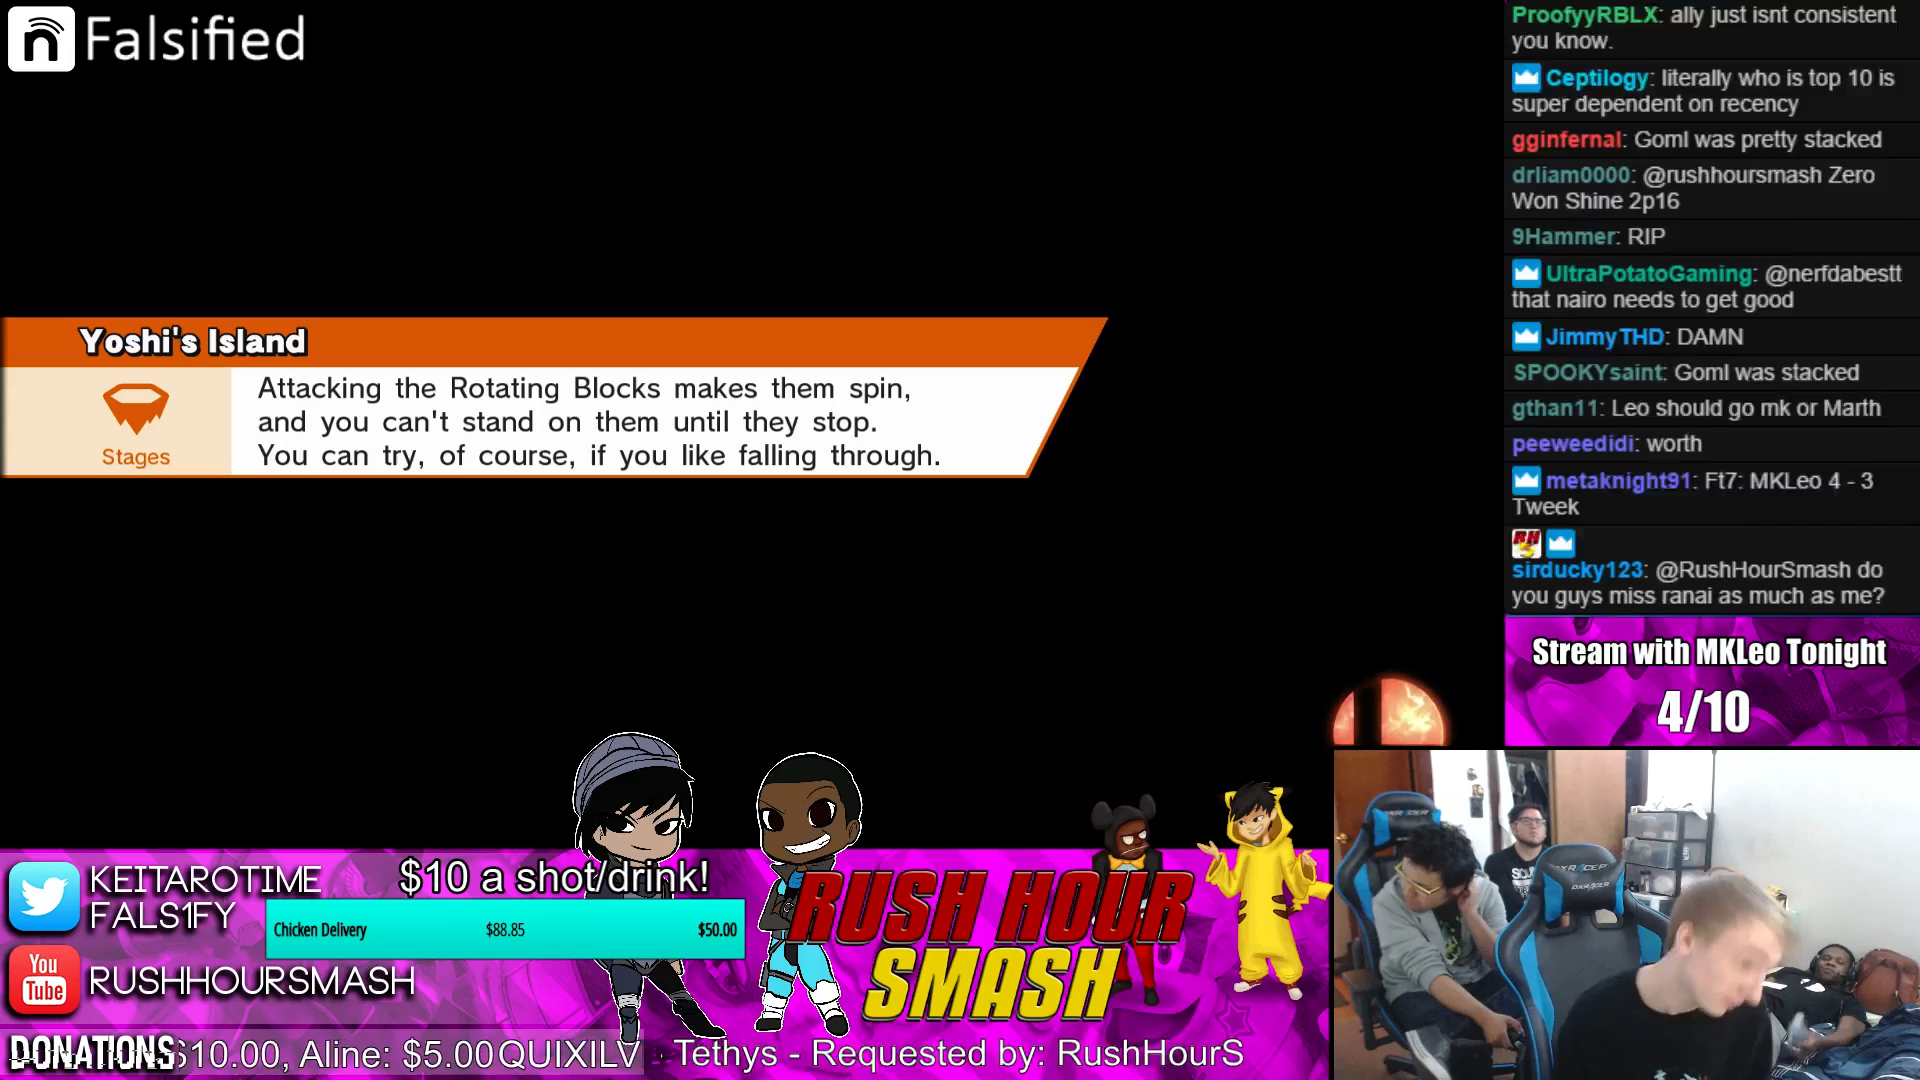 Falsified
Yoshi's Island
Stages
Attacking the Rotating Blocks makes them spin,
and you can't stand on them until they stop.
You can try, of course, if you like falling through.
ProofyyRBLX: ally just isnt consistent
you know.
Ceptilogy: literally who is top 10 is
super dependent on recency
gginfernal: Goml was pretty stacked
drliam0000: @rushhoursmash Zero
Won Shine 2p16
9Hammer: RIP
UltraPotatoGaming: @nerfdabestt
that nairo needs to get good
JimmyTHD: DAMN
SPOOKYsaint: Goml was stacked
gthan11: Leo should go mk or Marth
peeweedidi: worth
metaknight91: Ft7: MKLeo 4 - 3
Tweek
sirducky123: @RushHourSmash do
you guys miss ranai as much as me?
Stream with MKLeo Tonight
4/10
KEITAROTIME
FALS1FY
$10 a shot/drink!
Chicken Delivery $88.85 $50.00
You
Tube
RUSHHOURSMASH
RUSH HOUR
SMASH
DONATIONS $10.00, Aline: $5.00QUIXILV
Tethys - Requested by: RushHourS